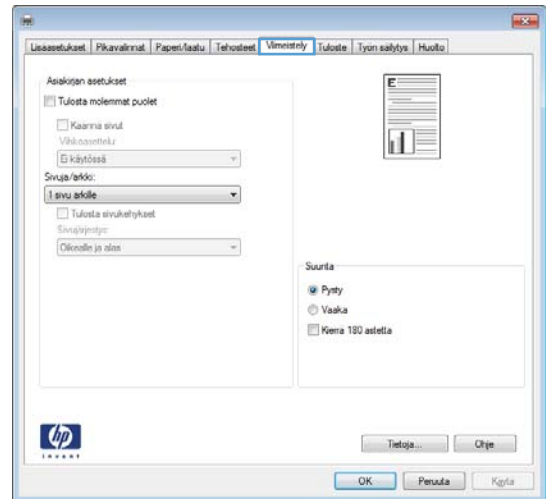 Lisäasetukset Pikavalinnat Paperi/laatu Tehosteet Viimeistely Tuloste Työn säilytys Huolto
Asiakirjan asetukset
Tulosta molemmat puolet
Käännä sivut
Vihkoasettelu:
Ei käytössä
Sivuja/arkki:
1 sivu arkille
Tulosta sivukehykset
Sivujärjestys:
Oikealle ja alas
E
Suunta
Pysty
Vaaka
Kierrä 180 astetta
hp
invent
Tietoja... Ohje
OK Peruuta Käytä